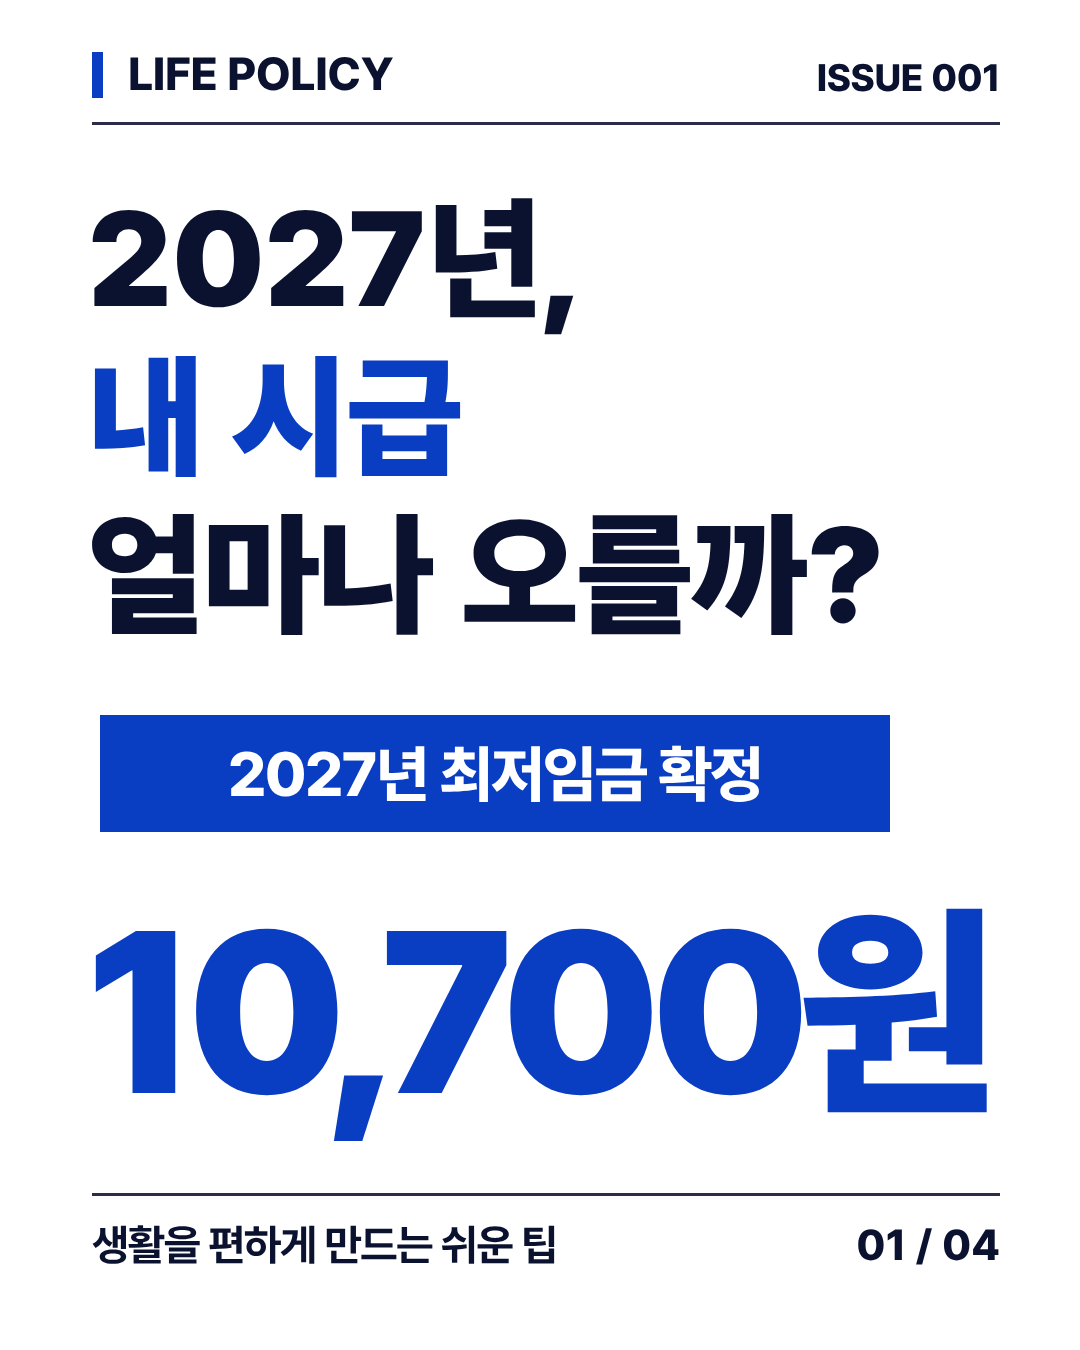 LIFE POLICY
ISSUE 001
2027년,
내 시급
얼마나 오를까?
2027년 최저임금 확정
10,700원
생활을 편하게 만드는 쉬운 팁
01 / 04